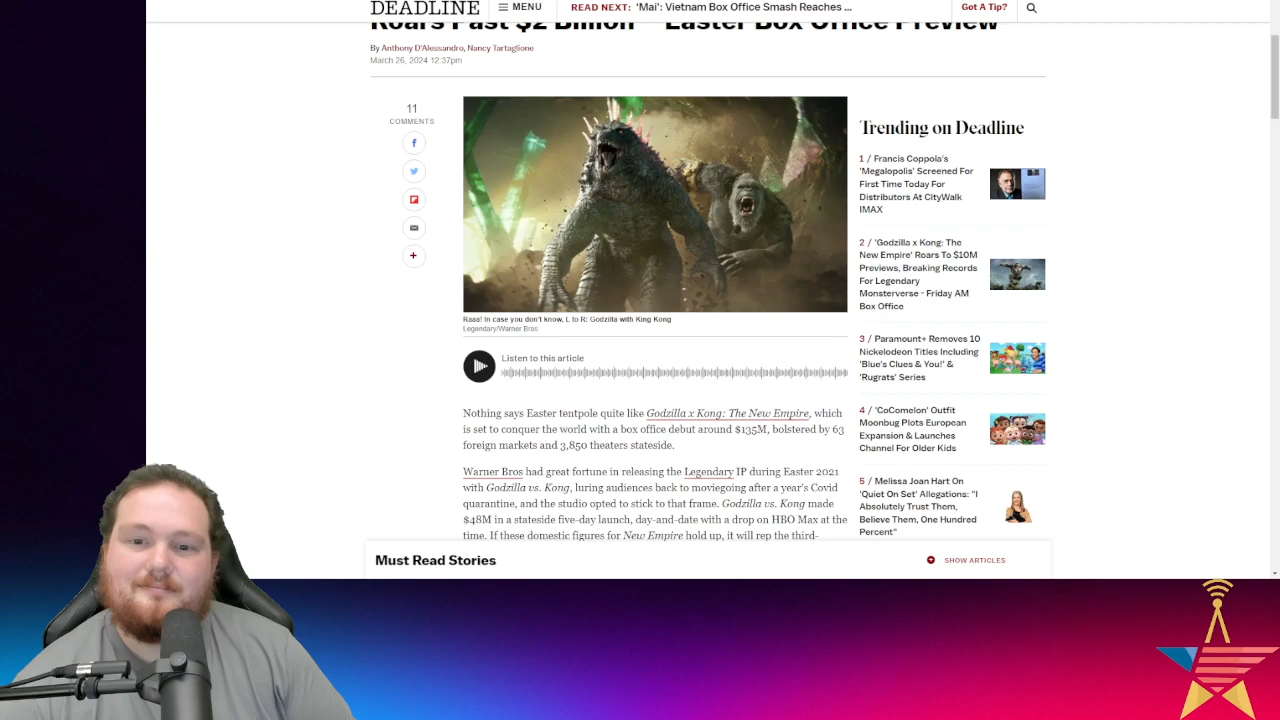 DEADLINE
MENU
READ NEXT: ‘Mai’: Vietnam Box Office Smash Reaches ...
Got A Tip?
Roars Past $2 Billion – Easter Box Office Preview
By Anthony D'Alessandro, Nancy Tartaglione
March 26, 2024 12:37pm
11
COMMENTS
Raaa! In case you don't know, L to R: Godzilla with King Kong
Legendary/Warner Bros
Listen to this article
Nothing says Easter tentpole quite like Godzilla x Kong: The New Empire, which
is set to conquer the world with a box office debut around $135M, bolstered by 63
foreign markets and 3,850 theaters stateside.
Warner Bros had great fortune in releasing the Legendary IP during Easter 2021
with Godzilla vs. Kong, luring audiences back to moviegoing after a year's Covid
quarantine, and the studio opted to stick to that frame. Godzilla vs. Kong made
$48M in a stateside five-day launch, day-and-date with a drop on HBO Max at the
time. If these domestic figures for New Empire hold up, it will rep the third-
Trending on Deadline
1 / Francis Coppola's
'Megalopolis' Screened For
First Time Today For
Distributors At CityWalk
IMAX
2 / 'Godzilla x Kong: The
New Empire' Roars To $10M
Previews, Breaking Records
For Legendary
Monsterverse - Friday AM
Box Office
3 / Paramount+ Removes 10
Nickelodeon Titles Including
'Blue's Clues & You!' &
'Rugrats' Series
4 / 'CoComelon' Outfit
Moonbug Plots European
Expansion & Launches
Channel For Older Kids
5 / Melissa Joan Hart On
'Quiet On Set' Allegations: "I
Absolutely Trust Them,
Believe Them, One Hundred
Percent"
Must Read Stories
SHOW ARTICLES